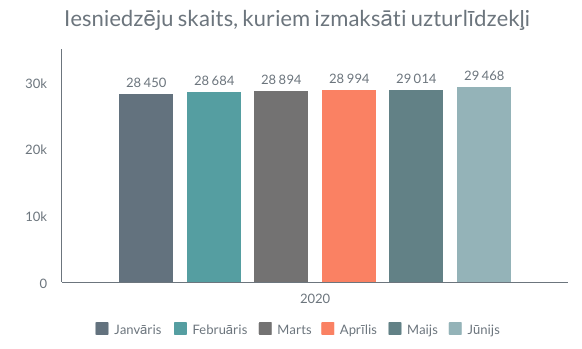 Iesniedzēju skaits, kuriem izmaksāti uzturlīdzekļi
28 450 28 684 28 894 28 994 29 014 29 468
30k
20k
10k
0
2020
Janvāris Februāris Marts Aprīlis Maijs Jūnijs